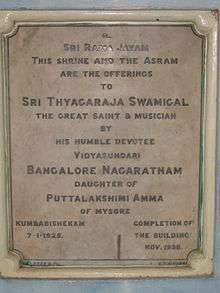 SRI RAMA JAYAM
THIS SHRINE AND THE ASRAM
ARE THE OFFERINGS
TO
SRI THYAGARAJA SWAMIGAL
THE GREAT SAINT & MUSICIAN
BY
HIS HUMBLE DEVOTEE
VIDYASUNDARI
BANGALORE NAGARATHAM
DAUGHTER OF
PUTTALAKSHIMI AMMA
OF MYSORE
KUMBABISHEKAM COMPLETION OF
7-1-1925. THE BUILDING
NOV. 1938.